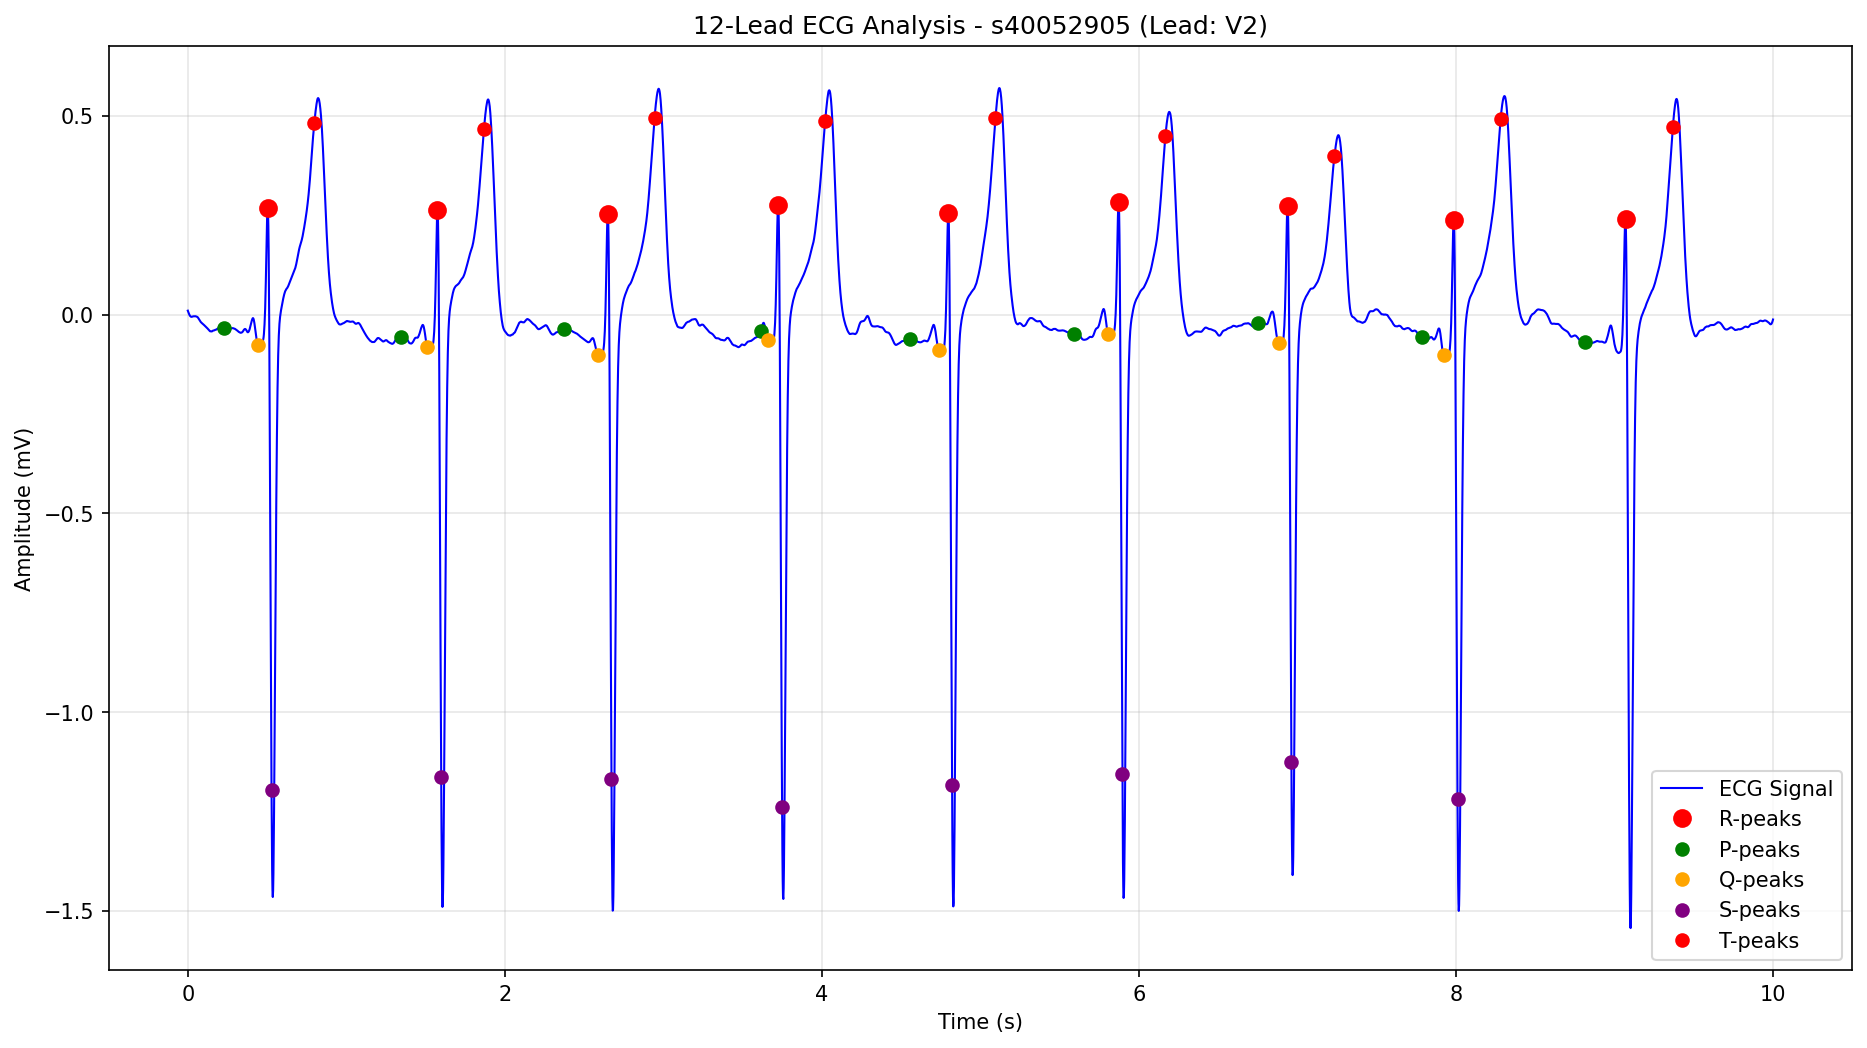 12-Lead ECG Analysis - s40052905 (Lead: V2)
Amplitude (mV)
0.5
0.0
−0.5
−1.0
−1.5
0 2 4 6 8 10
Time (s)
ECG Signal
R-peaks
P-peaks
Q-peaks
S-peaks
T-peaks